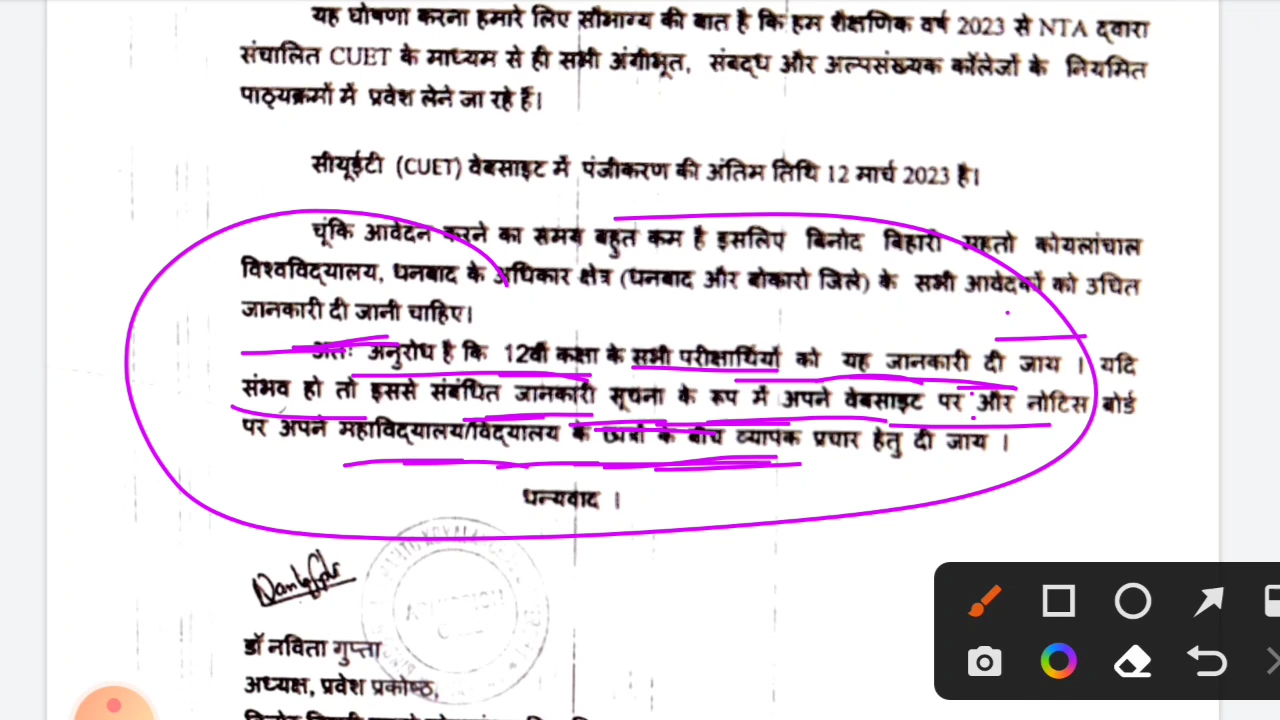 यह घोषणा करना हमारे लिए सौभाग्य की बात है कि हम शैक्षणिक वर्ष 2023 से NTA द्वारा
संचालित CUET के माध्यम से ही सभी अंगीभूत, संबद्ध और अल्पसंख्यक कॉलेजों के नियमित
पाठ्यक्रमों में प्रवेश लेने जा रहे हैं।
सीयूईटी (CUET) वेबसाइट में पंजीकरण की अंतिम तिथि 12 मार्च 2023 है।
चूंकि आवेदन करने का समय बहुत कम है इसलिए बिनोद बिहारी महतो कोयलांचाल
विश्वविद्यालय, धनबाद के अधिकार क्षेत्र (धनबाद और बोकारो जिले) के सभी आवेदकों को उचित
जानकारी दी जानी चाहिए।
अतः अनुरोध है कि 12वीं कक्षा के सभी परीक्षार्थियों को यह जानकारी दी जाय । यदि
संभव हो तो इससे संबंधित जानकारी सूचना के रूप में अपने वेबसाइट पर और नोटिस बोर्ड
पर अपने महाविद्यालय/विद्यालय के छात्रों के बीच व्यापक प्रचार हेतु दी जाय ।
धन्यवाद ।
डॉ नविता गुप्ता
अध्यक्ष, प्रवेश प्रकोष्ठ,